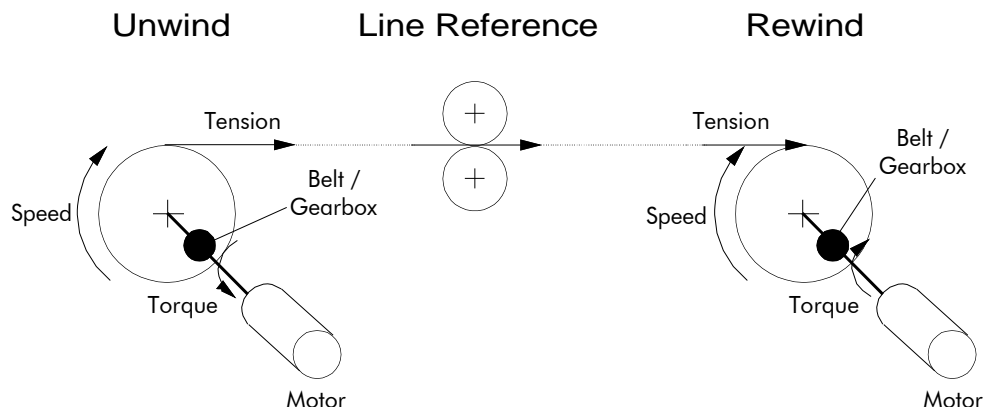 Unwind
Line Reference
Rewind
Tension
Tension
Belt /
Gearbox
Belt /
Gearbox
Speed
Speed
Torque
Torque
Motor
Motor